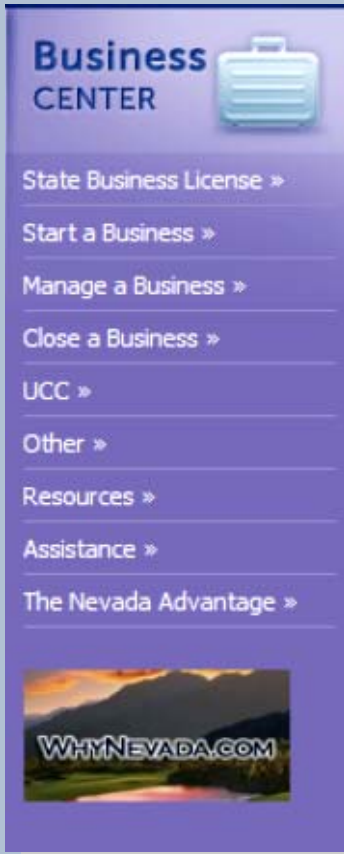 Business
CENTER
State Business License »
Start a Business »
Manage a Business »
Close a Business »
UCC »
Other »
Resources »
Assistance »
The Nevada Advantage »
WHYNEVADA.COM